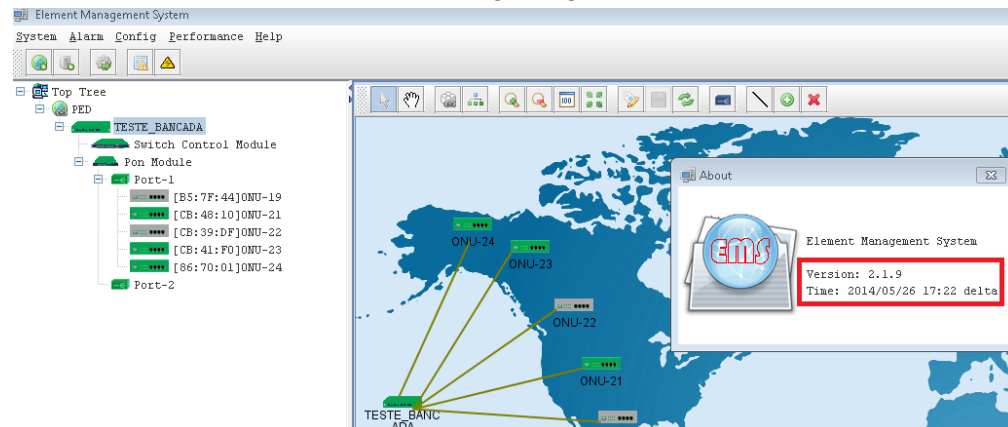 Element Management System
System Alarm Config Performance Help
Top Tree
PED
TESTE_BANCADA
Switch Control Module
Pon Module
Port-1
[B5:7F:44]ONU-19
[CB:48:10]ONU-21
[CB:39:DF]ONU-22
[CB:41:F0]ONU-23
[86:70:01]ONU-24
Port-2
100
ONU-24
ONU-23
ONU-22
ONU-21
TESTE_BANC
ADA
About
EMS
Element Management System
Version: 2.1.9
Time: 2014/05/26 17:22 delta